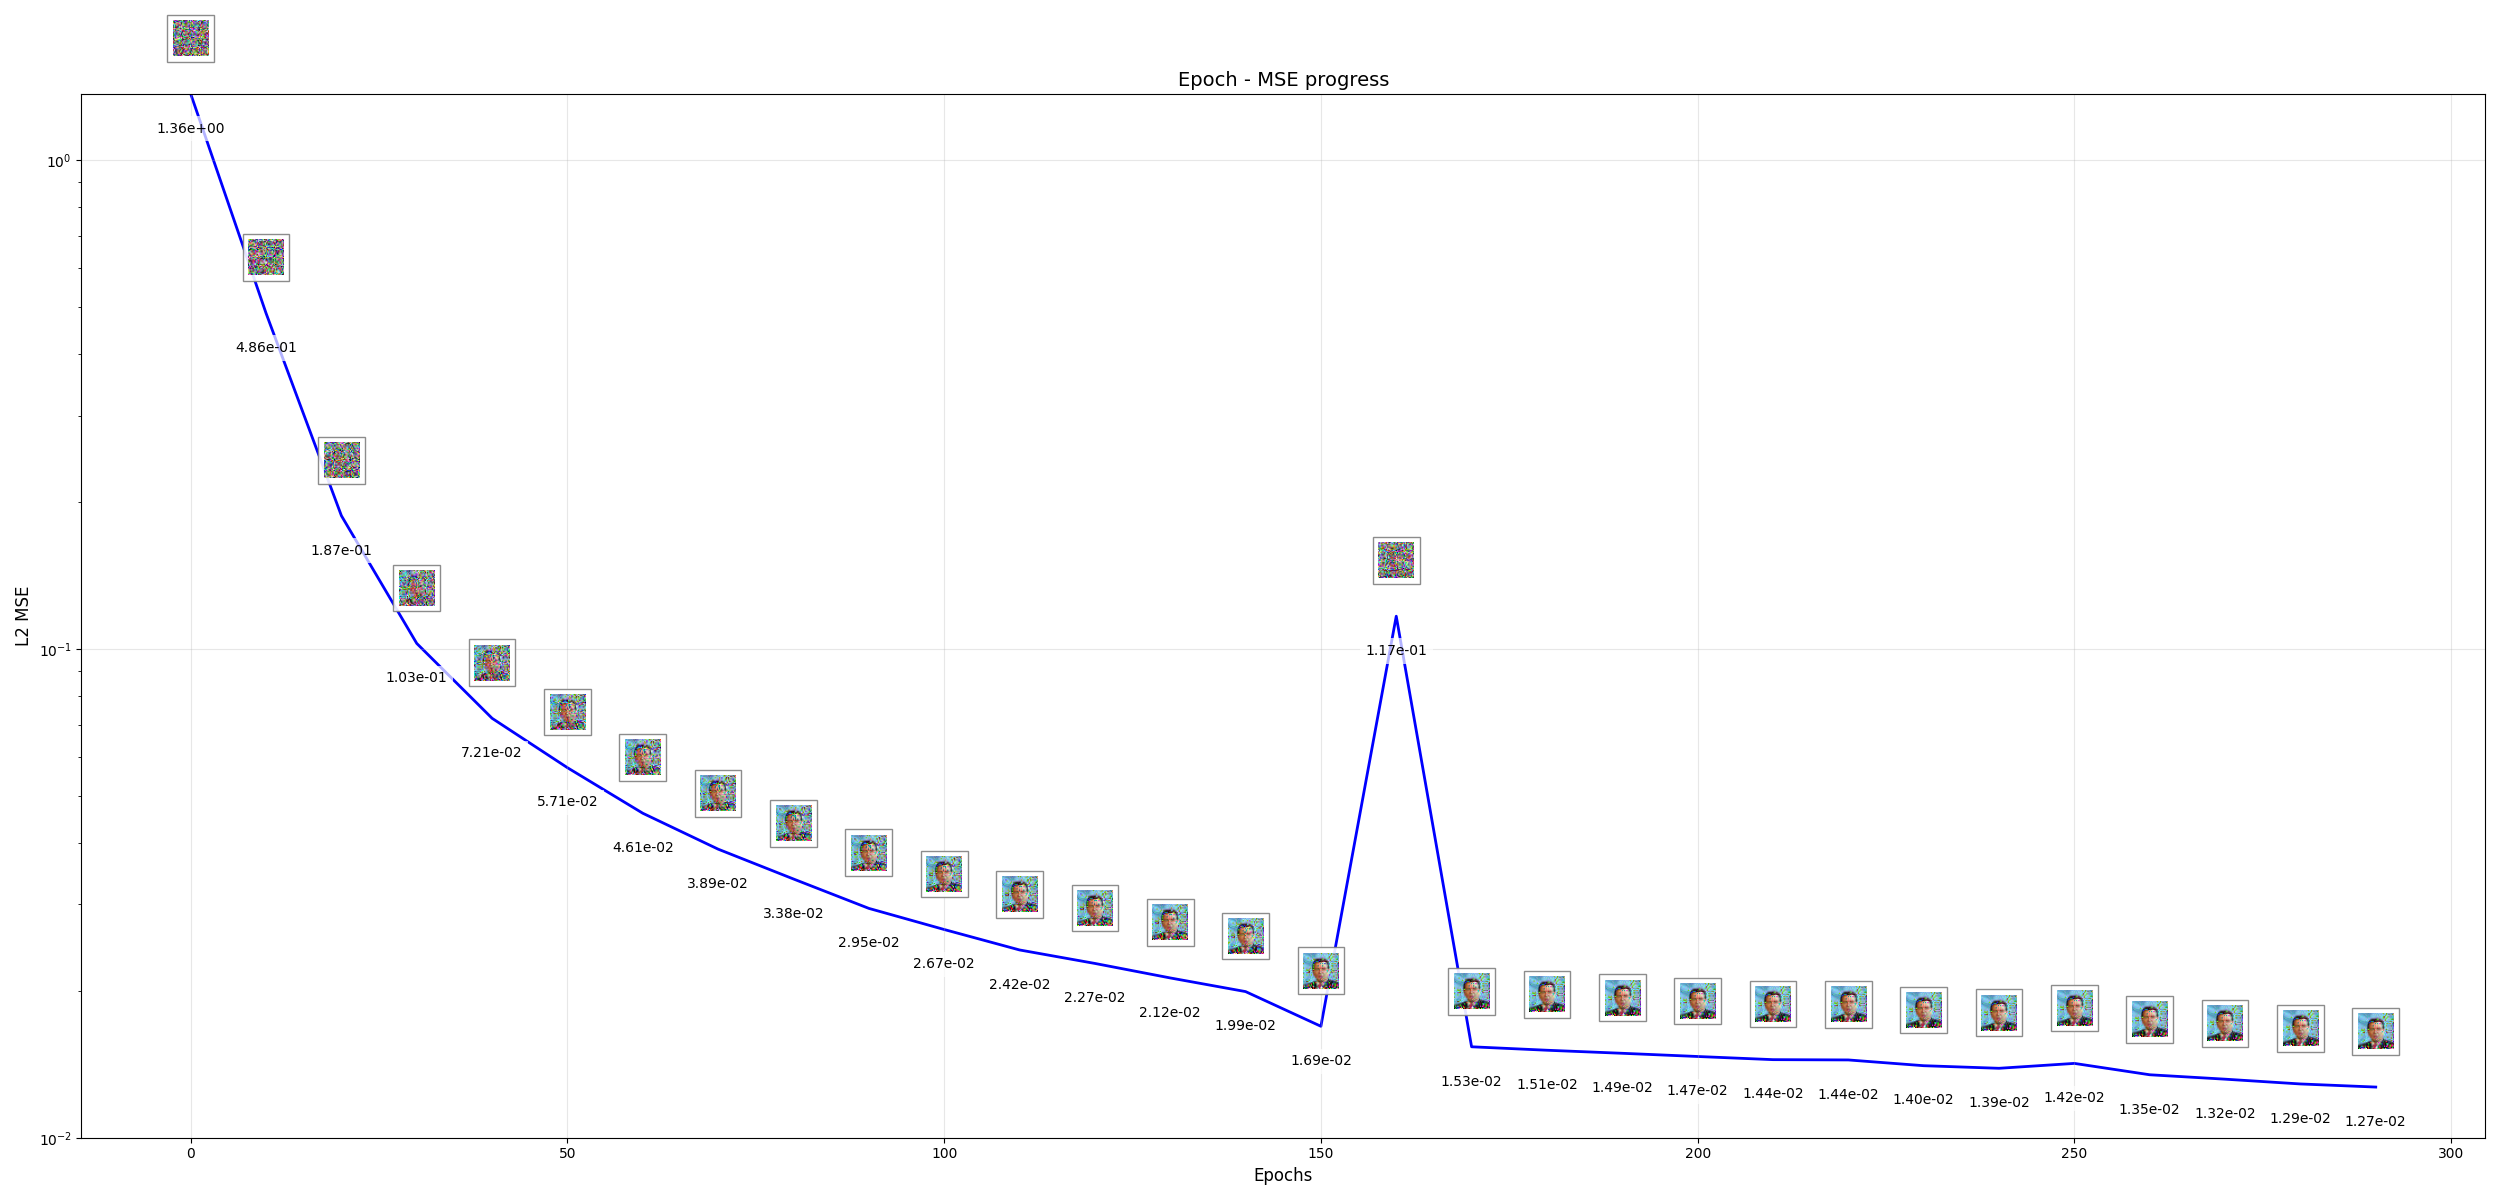 Epoch - MSE progress
L2 MSE
10⁰
10⁻¹
10⁻²
1.36e+00
4.86e-01
1.87e-01
1.03e-01
7.21e-02
5.71e-02
4.61e-02
3.89e-02
3.38e-02
2.95e-02
2.67e-02
2.42e-02
2.27e-02
2.12e-02
1.99e-02
1.69e-02
1.17e-01
1.53e-02
1.51e-02
1.49e-02
1.47e-02
1.44e-02
1.44e-02
1.40e-02
1.39e-02
1.42e-02
1.35e-02
1.32e-02
1.29e-02
1.27e-02
0 50 100 150 200 250 300
Epochs